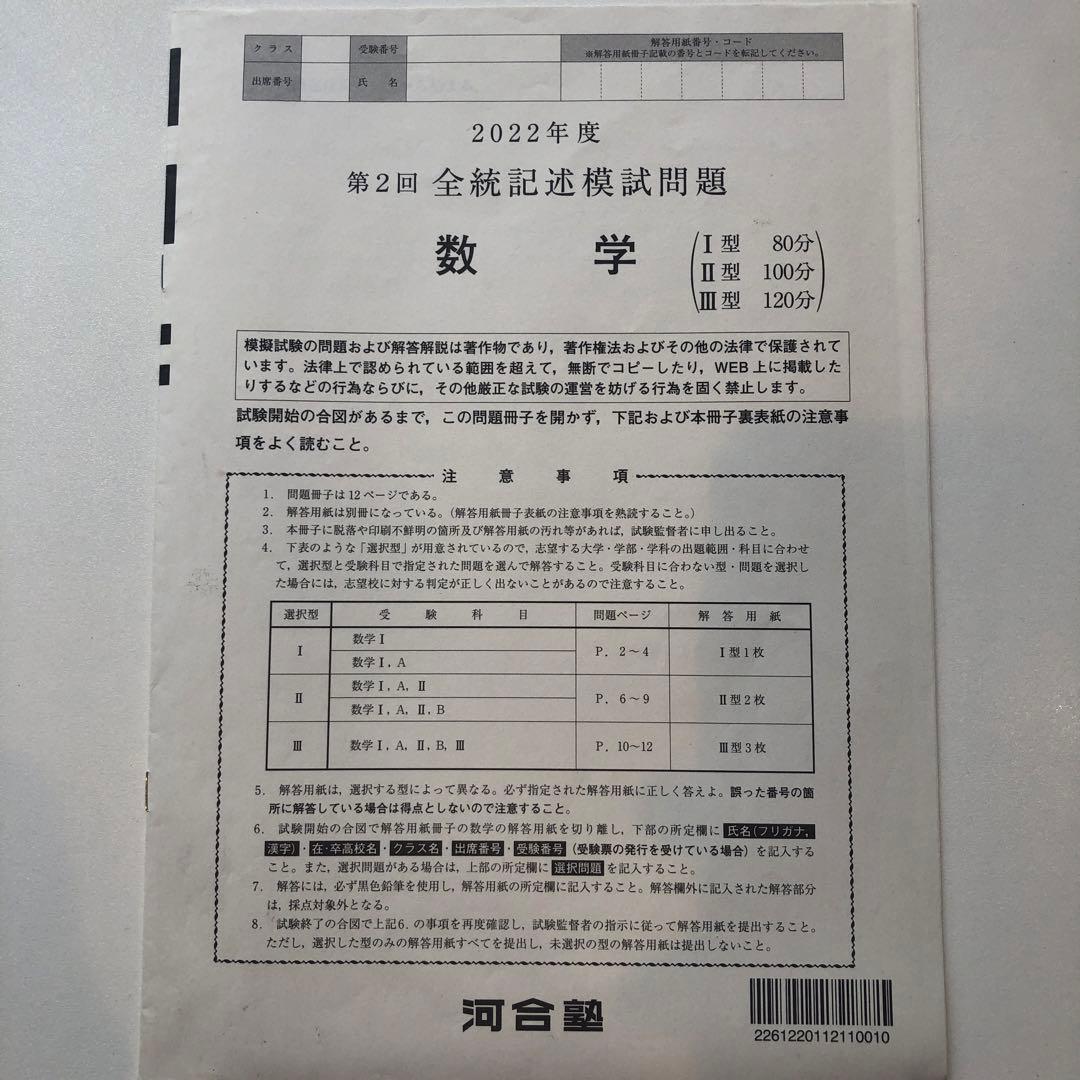 クラス 受験番号 解答用紙番号・コード
※解答用紙冊子記載の番号とコードを転記してください。
出席番号 氏 名
2022年度
第2回 全統記述模試問題
数 学
Ⅰ型 80分
Ⅱ型 100分
Ⅲ型 120分
模擬試験の問題および解答解説は著作物であり，著作権法およびその他の法律で保護されて
います。法律上で認められている範囲を超えて，無断でコピーしたり，WEB上に掲載した
りするなどの行為ならびに，その他厳正な試験の運営を妨げる行為を固く禁止します。
試験開始の合図があるまで，この問題冊子を開かず，下記および本冊子裏表紙の注意事
項をよく読むこと。
注 意 事 項
1． 問題冊子は12ページである。
2． 解答用紙は別冊になっている。(解答用紙冊子表紙の注意事項を熟読すること。)
3． 本冊子に脱落や印刷不鮮明の箇所及び解答用紙の汚れ等があれば，試験監督者に申し出ること。
4． 下表のような「選択型」が用意されているので，志望する大学・学部・学科の出題範囲・科目に合わせ
て，選択型と受験科目で指定された問題を選んで解答すること。受験科目に合わない型・問題を選択し
た場合には，志望校に対する判定が正しく出ないことがあるので注意すること。
選択型 受 験 科 目 問題ページ 解 答 用 紙
Ⅰ 数学Ⅰ P．2～4 Ⅰ型1枚
数学Ⅰ，A
Ⅱ 数学Ⅰ，A，Ⅱ P．6～9 Ⅱ型2枚
数学Ⅰ，A，Ⅱ，B
Ⅲ 数学Ⅰ，A，Ⅱ，B，Ⅲ P．10～12 Ⅲ型3枚
5． 解答用紙は，選択する型によって異なる。必ず指定された解答用紙に正しく答えよ。誤った番号の箇
所に解答している場合は得点としないので注意すること。
6． 試験開始の合図で解答用紙冊子の数学の解答用紙を切り離し，下部の所定欄に 氏名(フリガナ，
漢字)・在・卒高校名・クラス名・出席番号・受験番号 (受験票の発行を受けている場合) を記入する
こと。また，選択問題がある場合は，上部の所定欄に 選択問題 を記入すること。
7． 解答には，必ず黒色鉛筆を使用し，解答用紙の所定欄に記入すること。解答欄外に記入された解答部分
は，採点対象外となる。
8． 試験終了の合図で上記6．の事項を再度確認し，試験監督者の指示に従って解答用紙を提出すること。
ただし，選択した型のみの解答用紙すべてを提出し，未選択の型の解答用紙は提出しないこと。
河合塾
2261220112110010